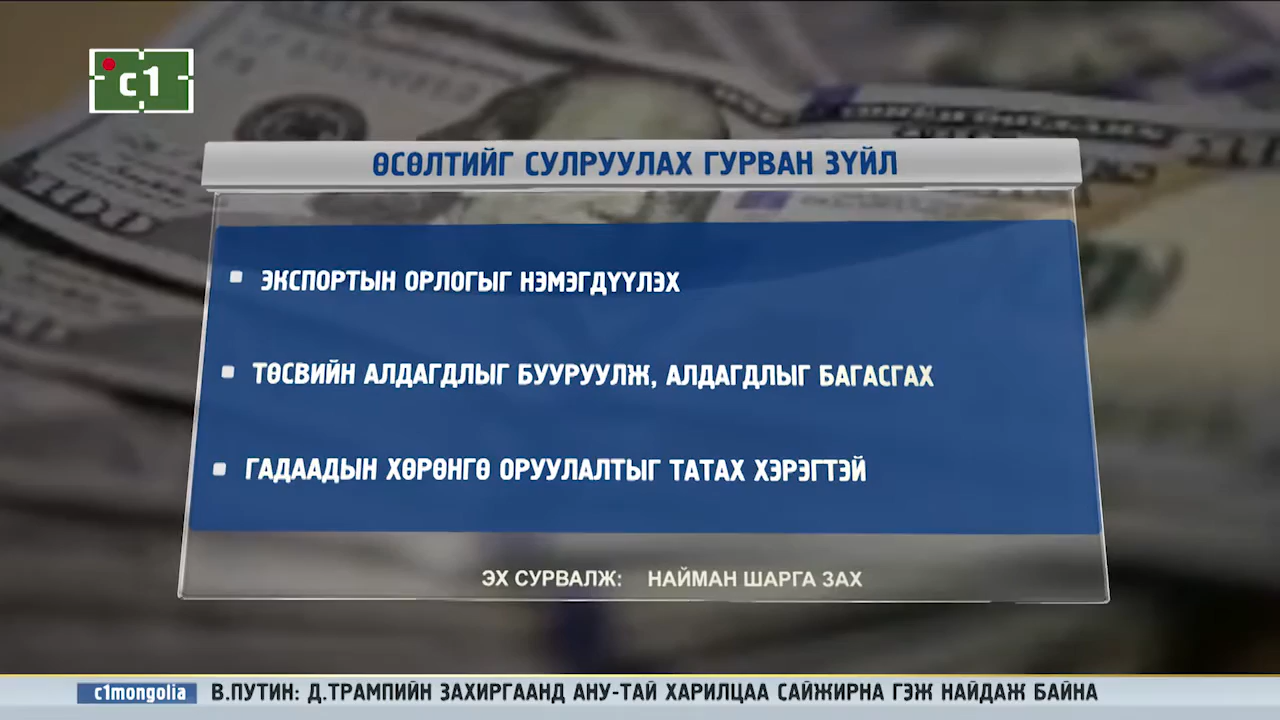 c1
ӨСӨЛТИЙГ СУЛРУУЛАХ ГУРВАН ЗҮЙЛ
ЭКСПОРТЫН ОРЛОГЫГ НЭМЭГДҮҮЛЭХ
ТӨСВИЙН АЛДАГДЛЫГ БУУРУУЛЖ, АЛДАГДЛЫГ БАГАСГАХ
ГАДААДЫН ХӨРӨНГӨ ОРУУЛАЛТЫГ ТАТАХ ХЭРЭГТЭЙ
ЭХ СУРВАЛЖ: НАЙМАН ШАРГА ЗАХ
c1mongolia В.ПУТИН: Д.ТРАМПИЙН ЗАХИРГААНД АНУ-ТАЙ ХАРИЛЦАА САЙЖИРНА ГЭЖ НАЙДАЖ БАЙНА